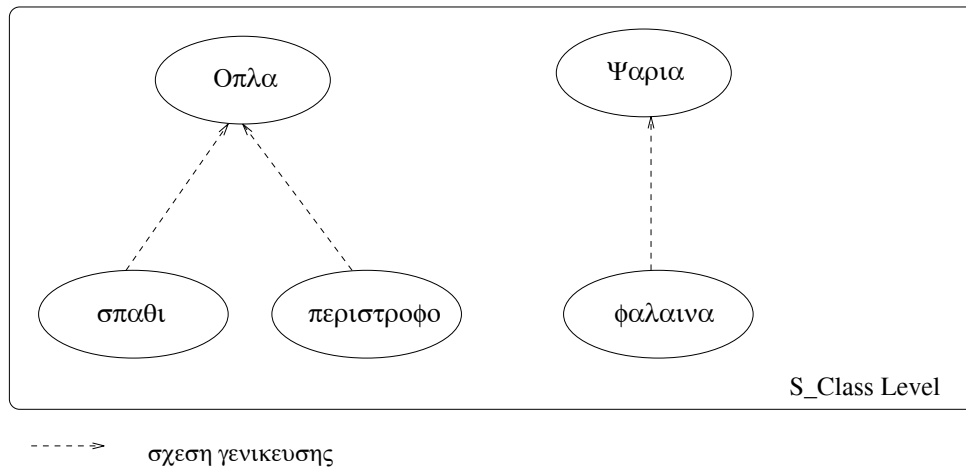 Οπλα
Ψαρια
σπαθι
περιστροφο
φαλαινα
S_Class Level
σχεση γενικευσης